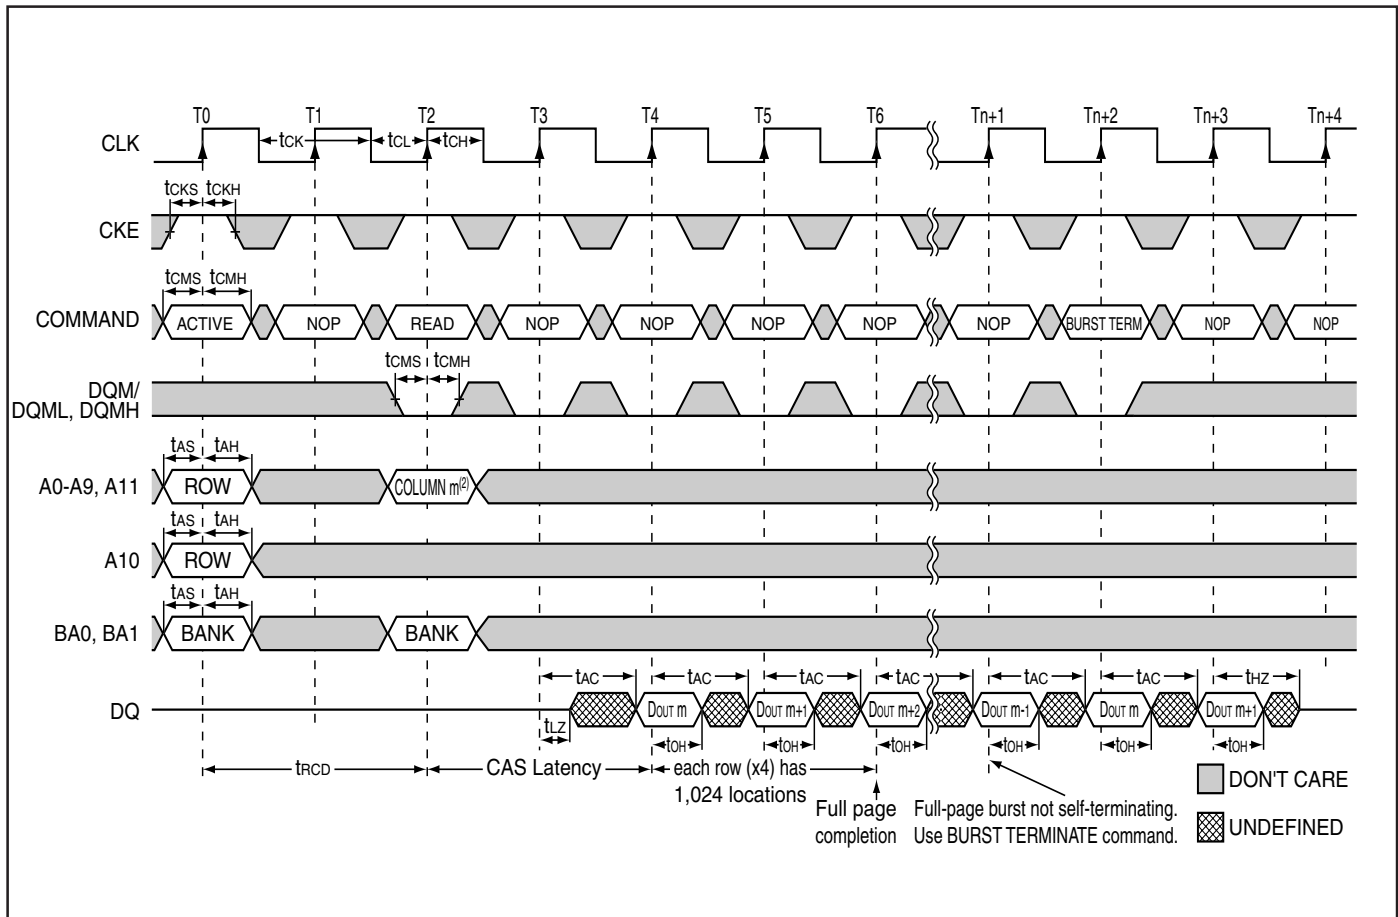 T0 T1 T2 T3 T4 T5 T6 Tn+1 Tn+2 Tn+3 Tn+4
CLK tCK tCL tCH
tCKS tCKH
CKE
tCMS tCMH
COMMAND ACTIVE NOP READ NOP NOP NOP NOP NOP BURST TERM NOP NOP
tCMS tCMH
DQM/
DQML, DQMH
tAS tAH
A0-A9, A11 ROW COLUMN m(2)
tAS tAH
A10 ROW
tAS tAH
BA0, BA1 BANK BANK
tAC tAC tAC tAC tAC tAC tHZ
DQ DOUT m DOUT m+1 DOUT m+2 DOUT m-1 DOUT m DOUT m+1
tLZ tOH tOH tOH tOH tOH tOH
tRCD CAS Latency each row (x4) has
1,024 locations
Full page
completion
Full-page burst not self-terminating.
Use BURST TERMINATE command.
DON'T CARE
UNDEFINED